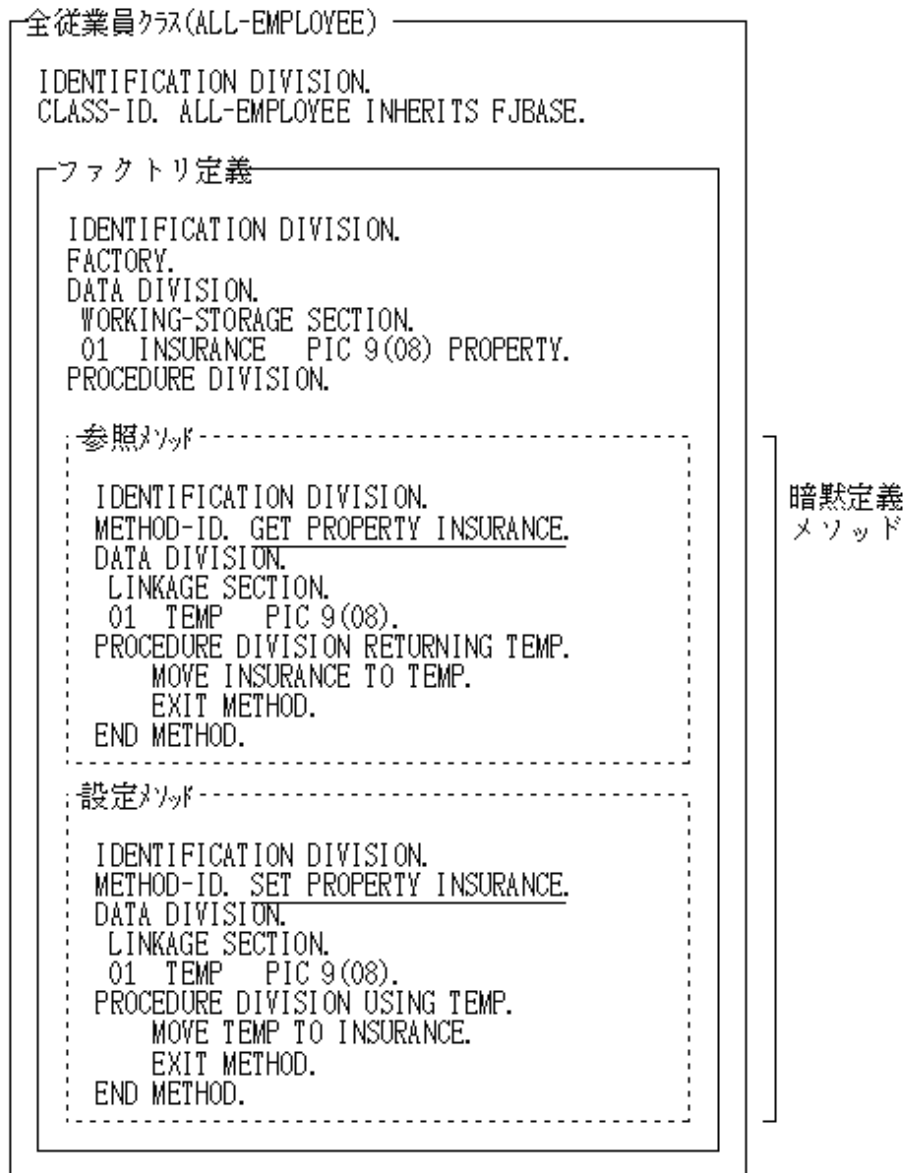 全従業員ｸﾗｽ(ALL-EMPLOYEE)
IDENTIFICATION DIVISION.
CLASS-ID. ALL-EMPLOYEE INHERITS FJBASE.
ファクトリ定義
IDENTIFICATION DIVISION.
FACTORY.
DATA DIVISION.
WORKING-STORAGE SECTION.
01 INSURANCE PIC 9(08) PROPERTY.
PROCEDURE DIVISION.
参照ﾒｿｯﾄﾞ
IDENTIFICATION DIVISION.
METHOD-ID. GET PROPERTY INSURANCE.
DATA DIVISION.
LINKAGE SECTION.
01 TEMP PIC 9(08).
PROCEDURE DIVISION RETURNING TEMP.
MOVE INSURANCE TO TEMP.
EXIT METHOD.
END METHOD.
設定ﾒｿｯﾄﾞ
IDENTIFICATION DIVISION.
METHOD-ID. SET PROPERTY INSURANCE.
DATA DIVISION.
LINKAGE SECTION.
01 TEMP PIC 9(08).
PROCEDURE DIVISION USING TEMP.
MOVE TEMP TO INSURANCE.
EXIT METHOD.
END METHOD.
暗黙定義
メソッド